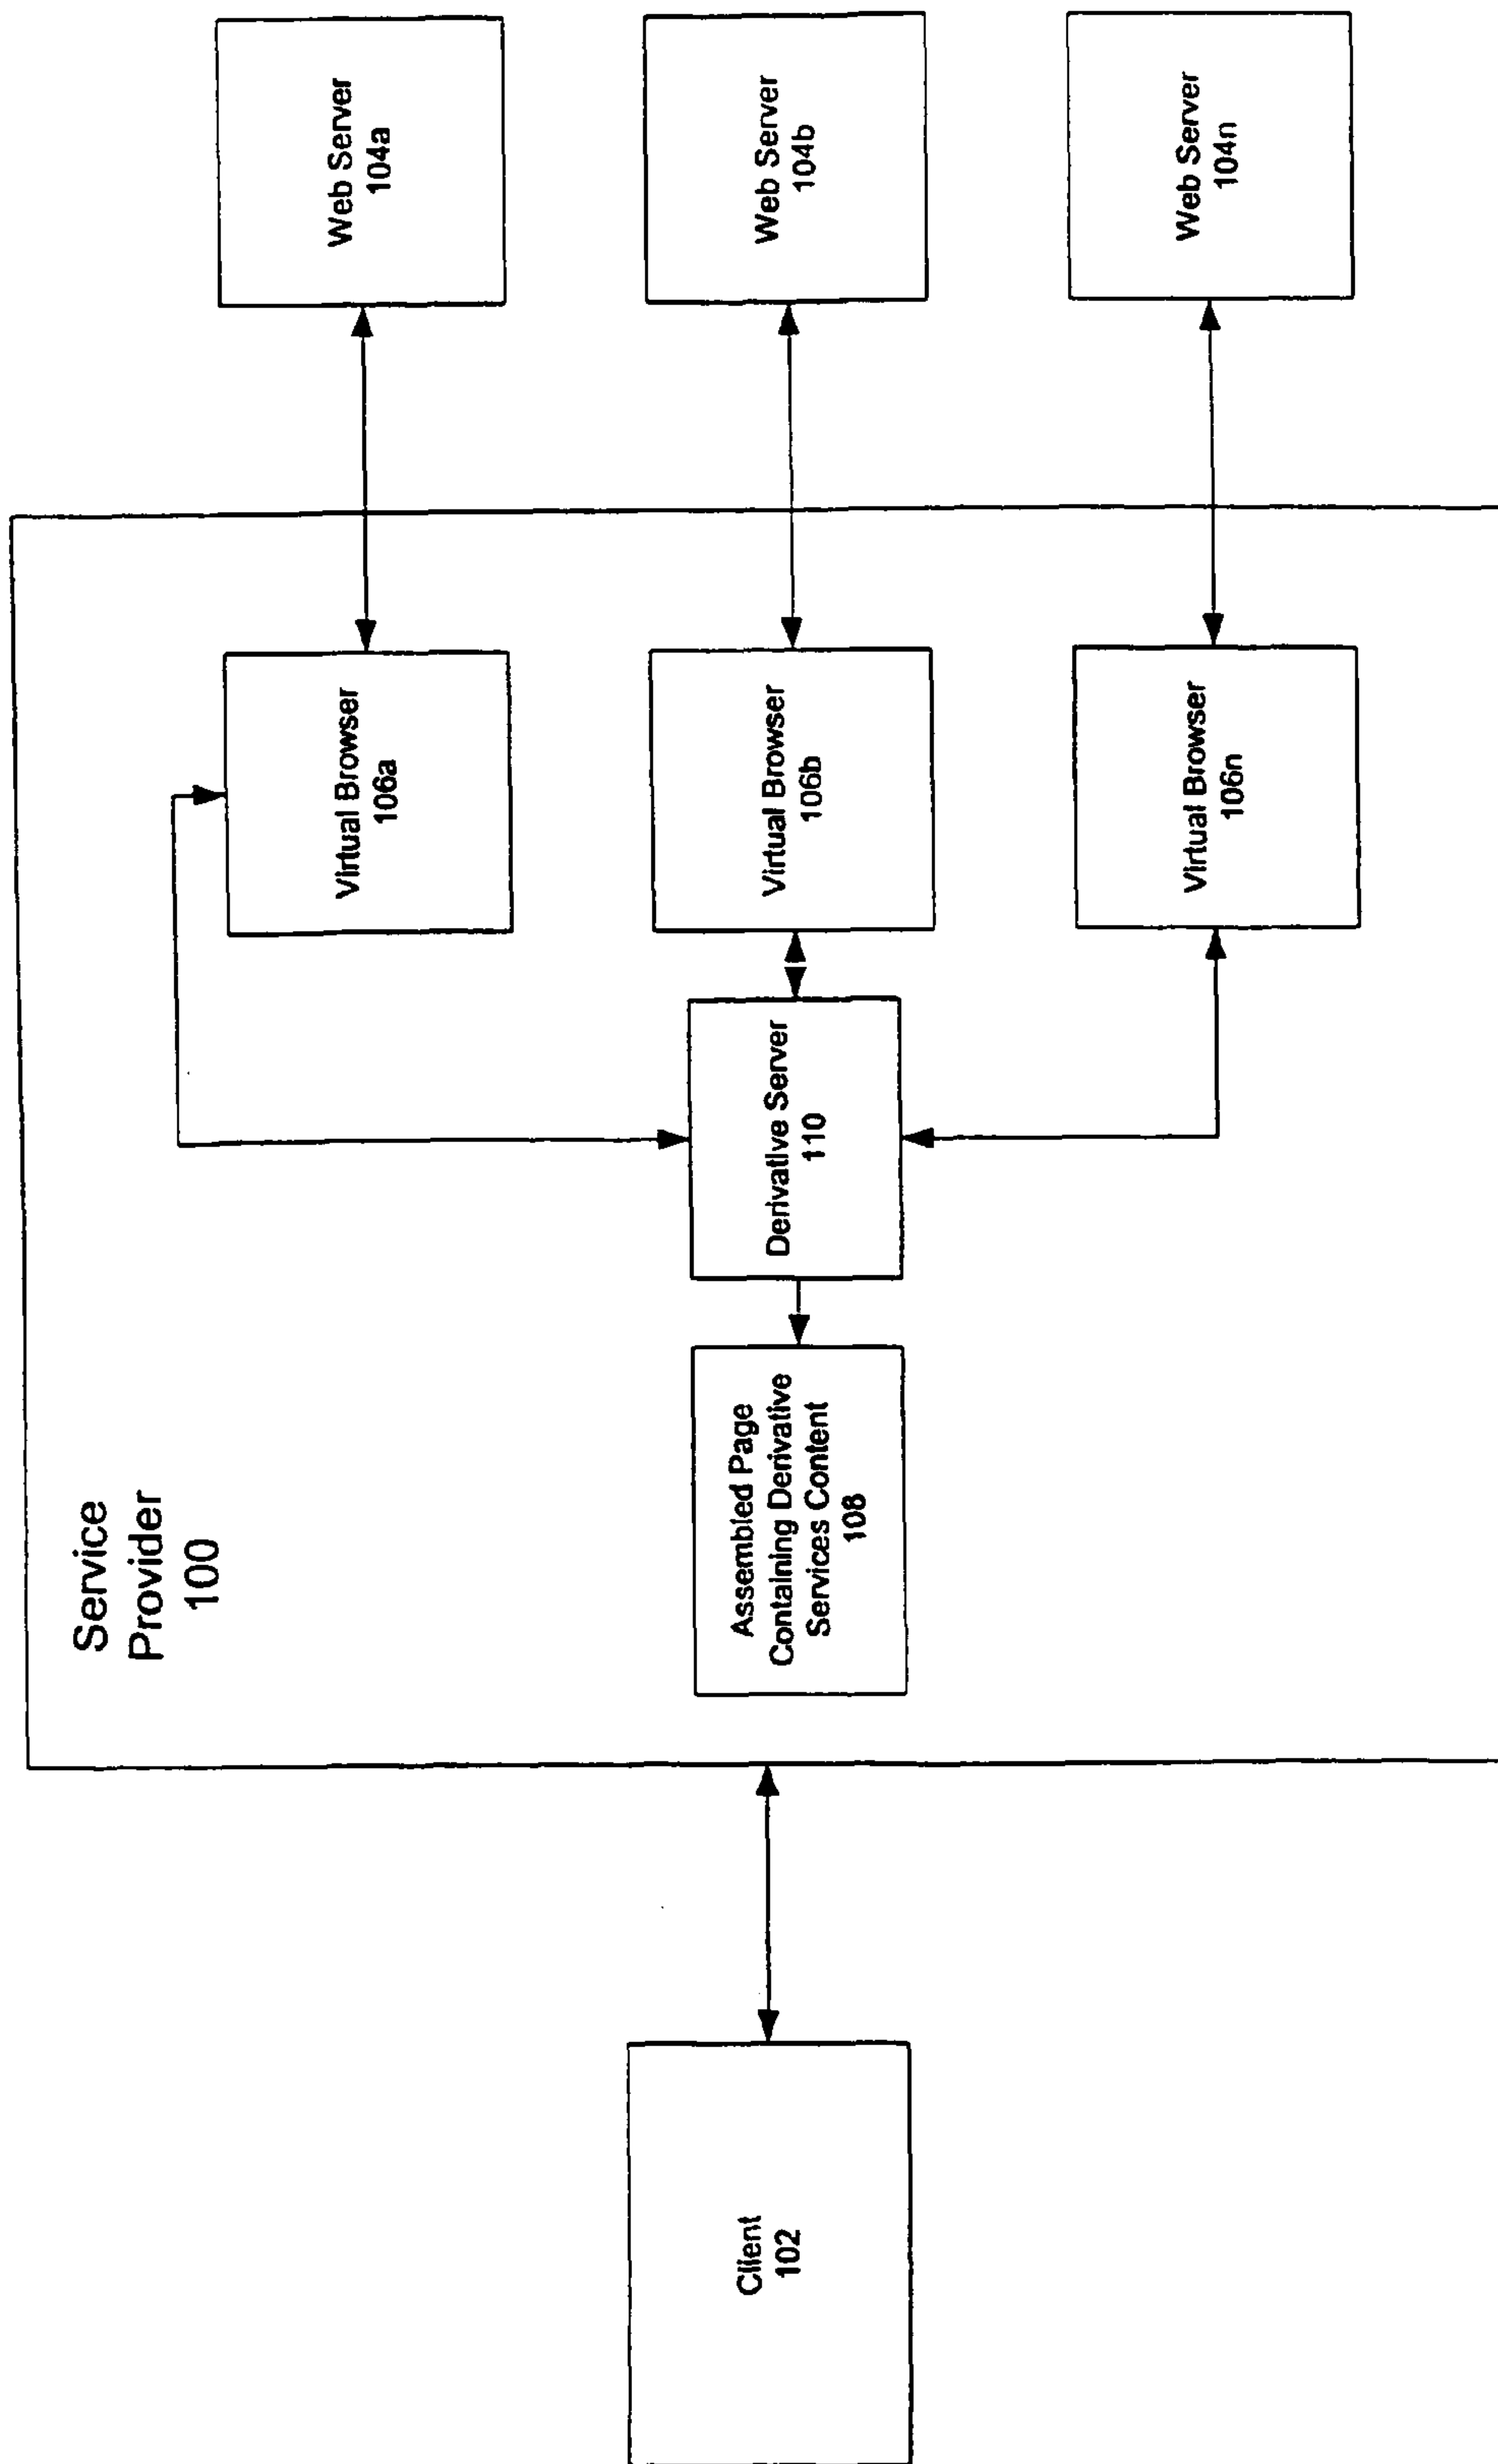 Service
Provider
100
Client
102
Assembled Page
Containing Derivative
Services Content
108
Derivative Server
110
Virtual Browser
106a
Virtual Browser
106b
Virtual Browser
106n
Web Server
104a
Web Server
104b
Web Server
104n